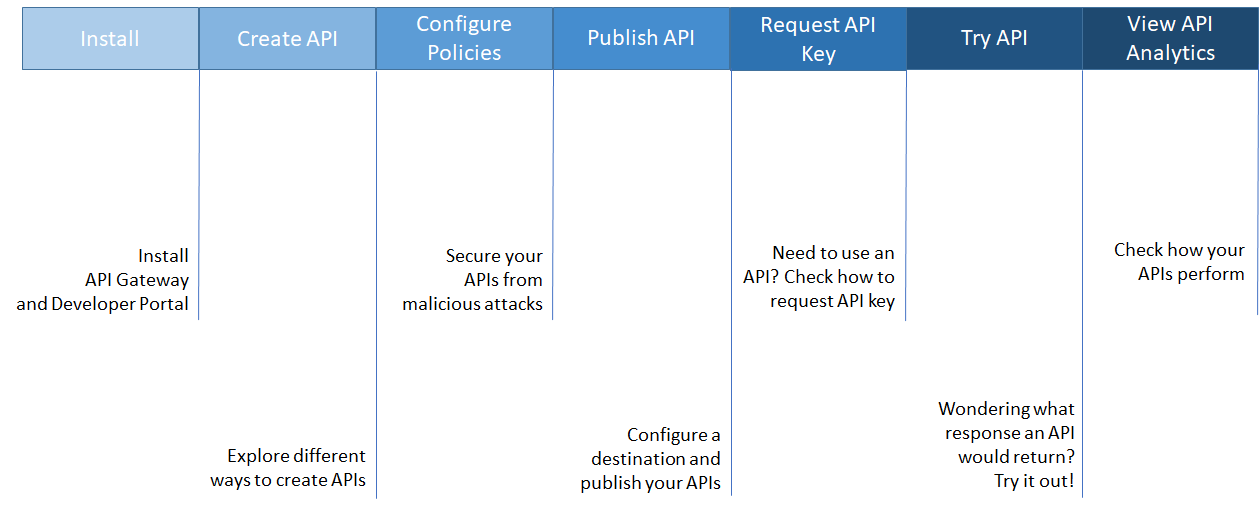 Install
Create API
Configure
Policies
Publish API
Request API
Key
Try API
View API
Analytics
Install
API Gateway
and Developer Portal
Explore different
ways to create APIs
Secure your
APIs from
malicious attacks
Configure a
destination and
publish your APIs
Need to use an
API? Check how to
request API key
Wondering what
response an API
would return?
Try it out!
Check how your
APIs perform